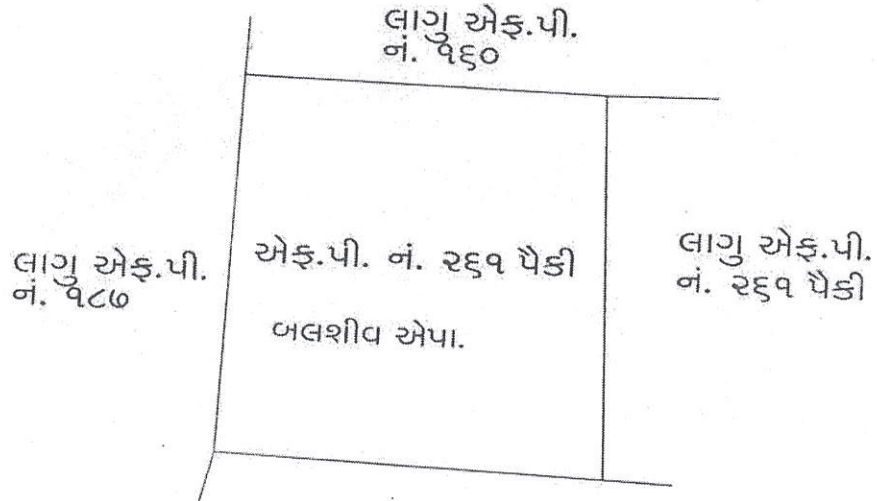 લાગુ એફ.પી.
નં. ૧૬૦
લાગુ એફ.પી.
નં. ૧૮૭
એફ.પી. નં. ૨૬૧ પૈકી
બલશીવ એપા.
લાગુ એફ.પી.
નં. ૨૬૧ પૈકી